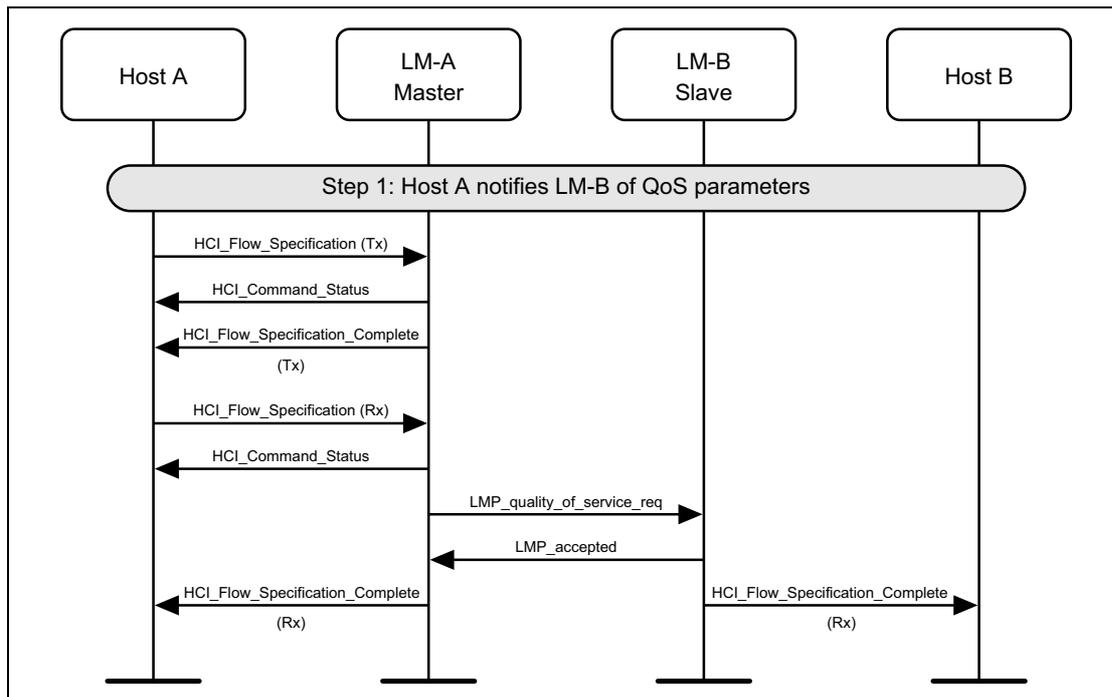 Host A
LM-A
Master
LM-B
Slave
Host B
Step 1: Host A notifies LM-B of QoS parameters
HCI_Flow_Specification (Tx)
HCI_Command_Status
HCI_Flow_Specification_Complete
(Tx)
HCI_Flow_Specification (Rx)
HCI_Command_Status
LMP_quality_of_service_req
LMP_accepted
HCI_Flow_Specification_Complete
(Rx)
HCI_Flow_Specification_Complete
(Rx)